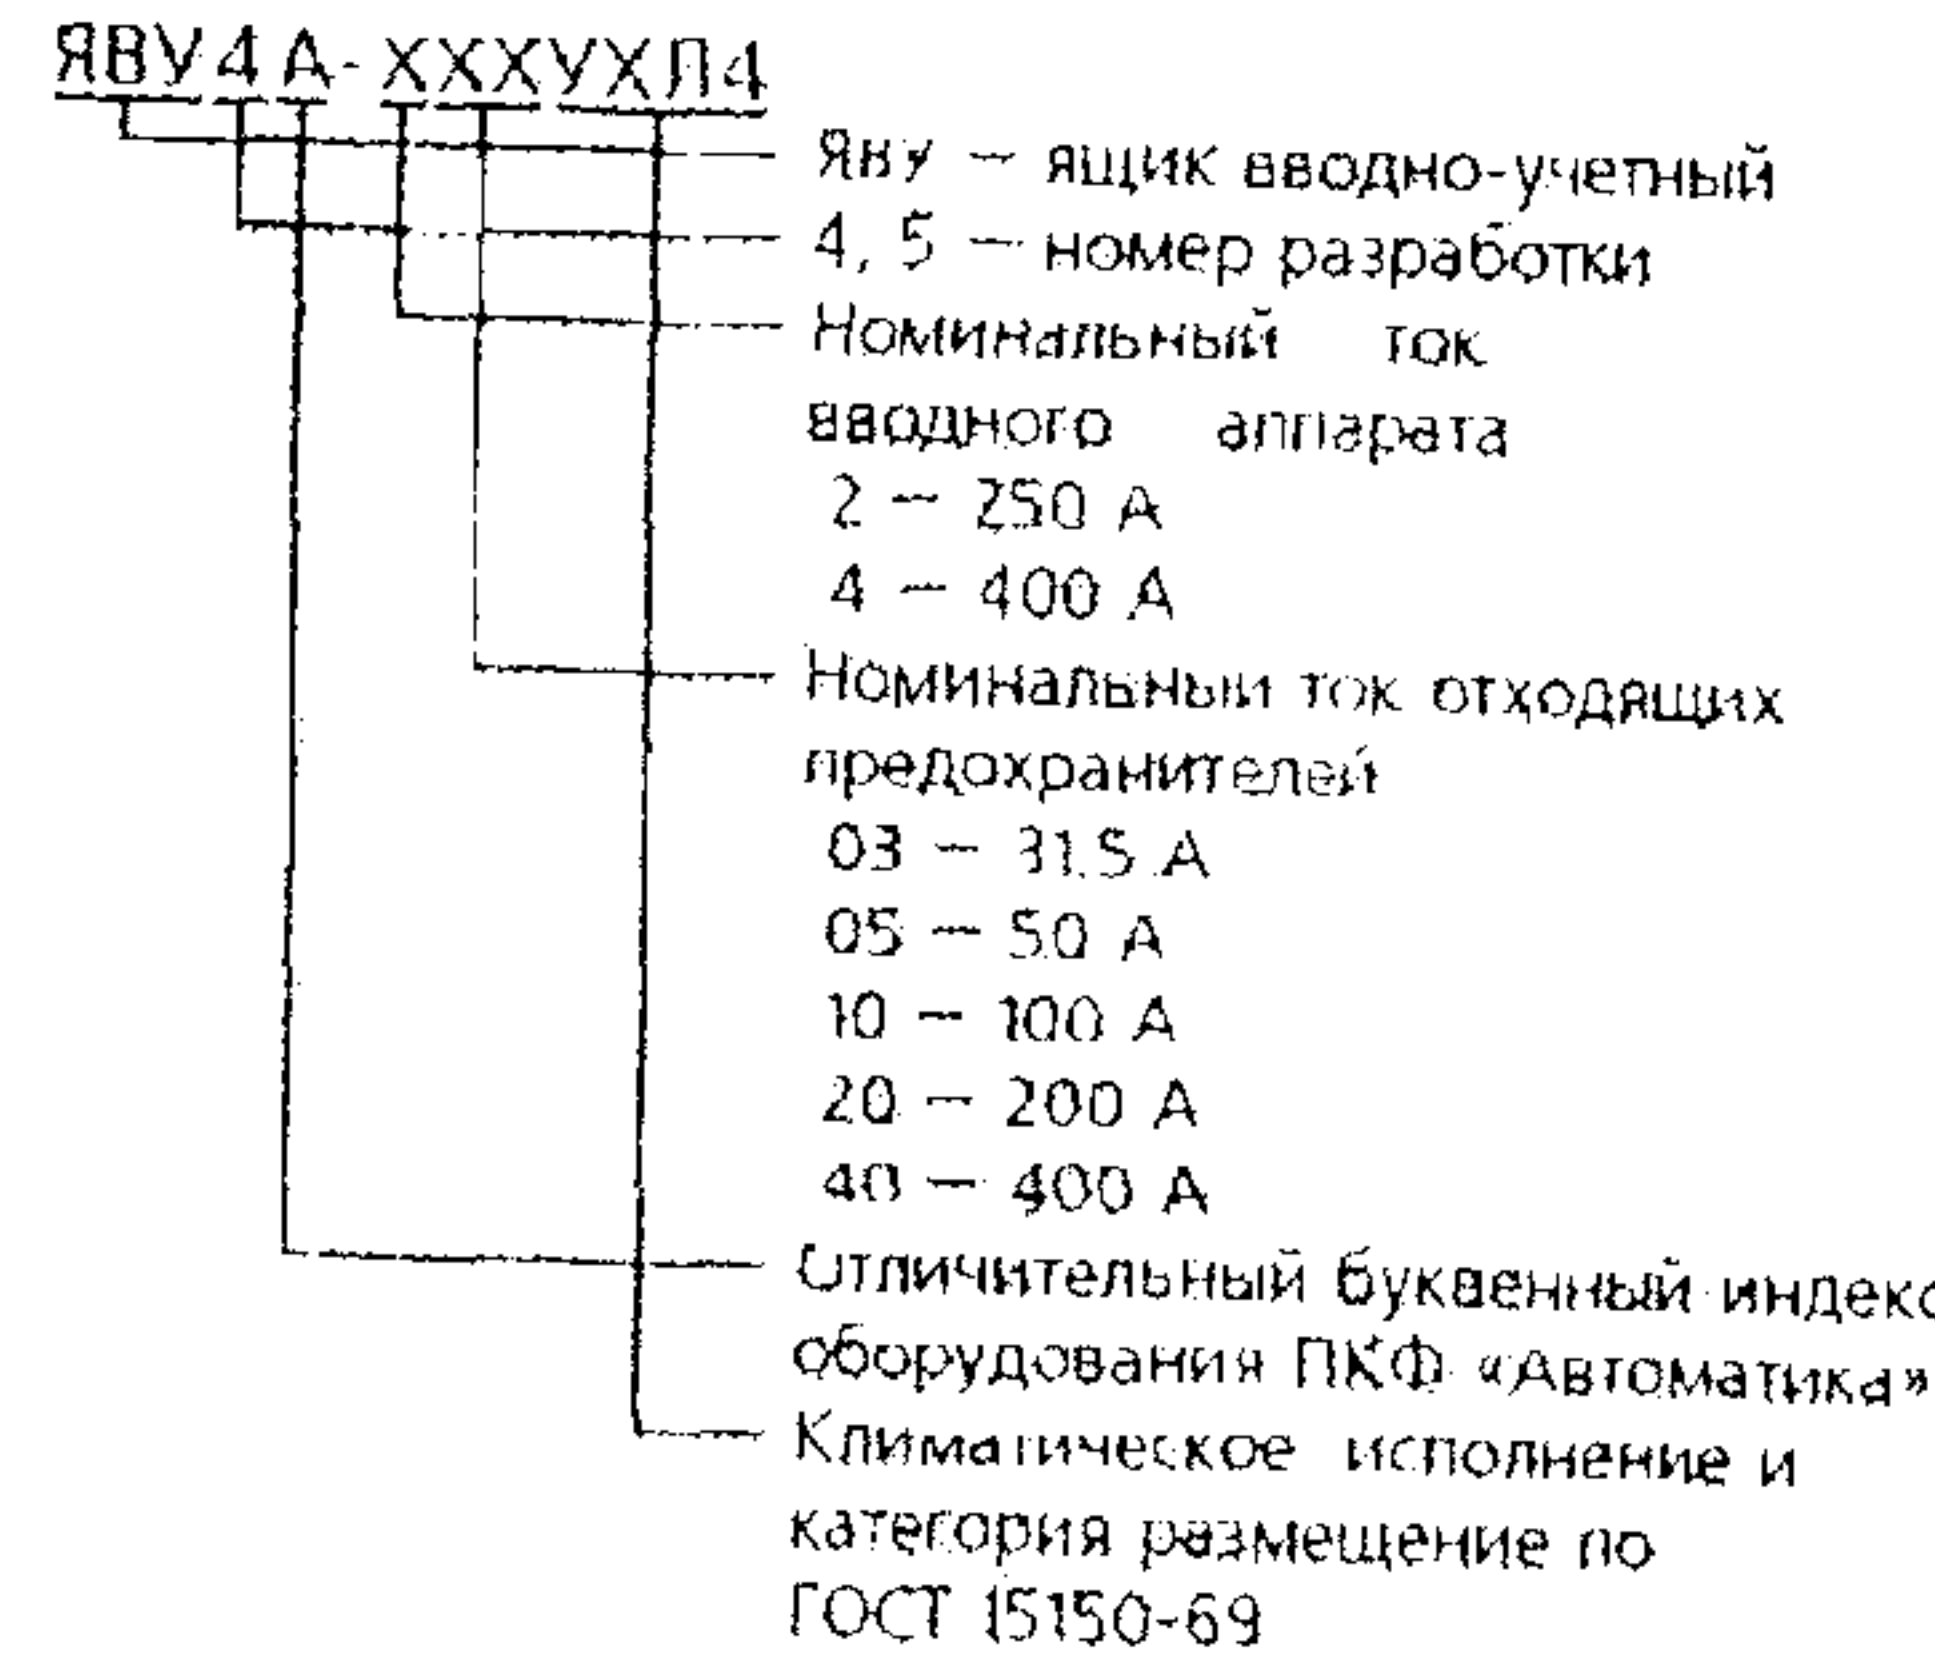 ЯВУ4А-ХХХУХЛ4
Яву — ящик вводно-учетный
4, 5 — номер разработки
Номинальный ток
вводного аппарата
2 — 250 А
4 — 400 А
Номинальный ток отходящих
предохранителей
03 — 31.5 А
05 — 50 А
10 — 100 А
20 — 200 А
40 — 400 А
Отличительный буквенный индекс
оборудования ПКФ «Автоматика»
Климатическое исполнение и
категория размещение по
ГОСТ 15150-69